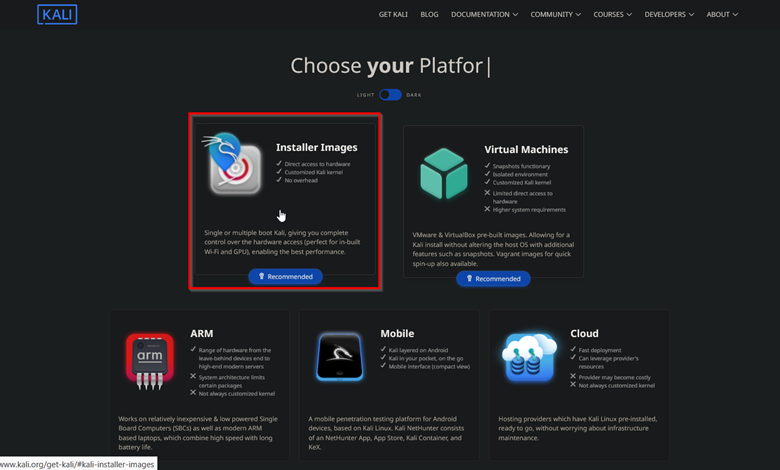 KALI
GET KALI BLOG DOCUMENTATION COMMUNITY COURSES DEVELOPERS ABOUT
Choose your Platfor|
LIGHT DARK
Installer Images
Direct access to hardware
Customized Kali kernel
No overhead
Single or multiple boot Kali, giving you complete
control over the hardware access (perfect for in-built
Wi-Fi and GPU), enabling the best performance.
Recommended
Virtual Machines
Snapshots functionary
Isolated environment
Customized Kali kernel
Limited direct access to
hardware
Higher system requirements
VMware & VirtualBox pre-built images. Allowing for a
Kali install without altering the host OS with additional
features such as snapshots. Vagrant images for quick
spin-up also available.
Recommended
ARM
arm
Range of hardware from the
leave-behind devices end to
high-end modern servers
System architecture limits
certain packages
Not always customized kernel
Works on relatively inexpensive & low powered Single
Board Computers (SBCs) as well as modern ARM
based laptops, which combine high speed with long
battery life.
Mobile
Kali layered on Android
Kali in your pocket, on the go
Mobile interface (compact view)
A mobile penetration testing platform for Android
devices, based on Kali Linux. Kali NetHunter consists
of an NetHunter App, App Store, Kali Container, and
KeX.
Cloud
Fast deployment
Can leverage provider's
resources
Provider may become costly
Not always customized kernel
Hosting providers which have Kali Linux pre-installed,
ready to go, without worrying about infrastructure
maintenance.
www.kali.org/get-kali/#kali-installer-images